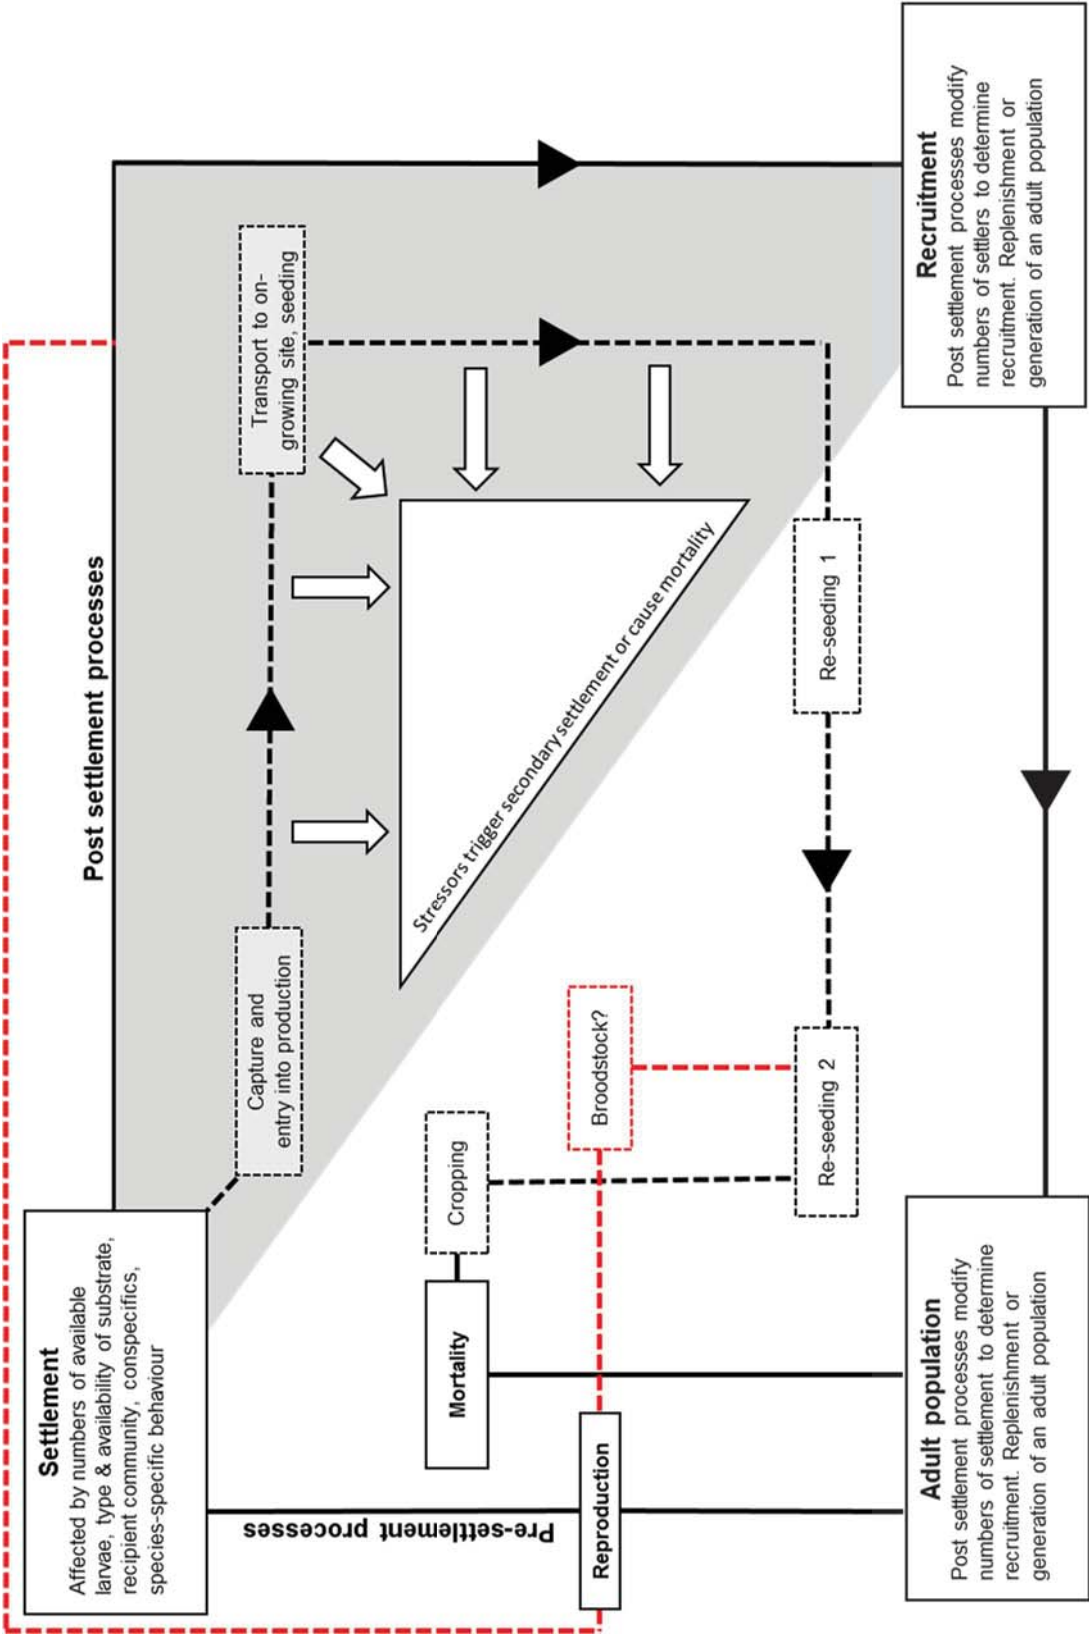 Settlement
Affected by numbers of available
larvae, type & availability of substrate,
recipient community, conspecifics,
species-specific behaviour
Post settlement processes
Capture and
entry into production
Transport to on-
growing site, seeding
Stressors trigger secondary settlement or cause mortality
Pre-settlement processes
Mortality
Cropping
Reproduction
Broodstock?
Re-seeding 2
Re-seeding 1
Adult population
Post settlement processes modify
numbers of settlement to determine
recruitment. Replenishment or
generation of an adult population
Recruitment
Post settlement processes modify
numbers of settlers to determine
recruitment. Replenishment or
generation of an adult population